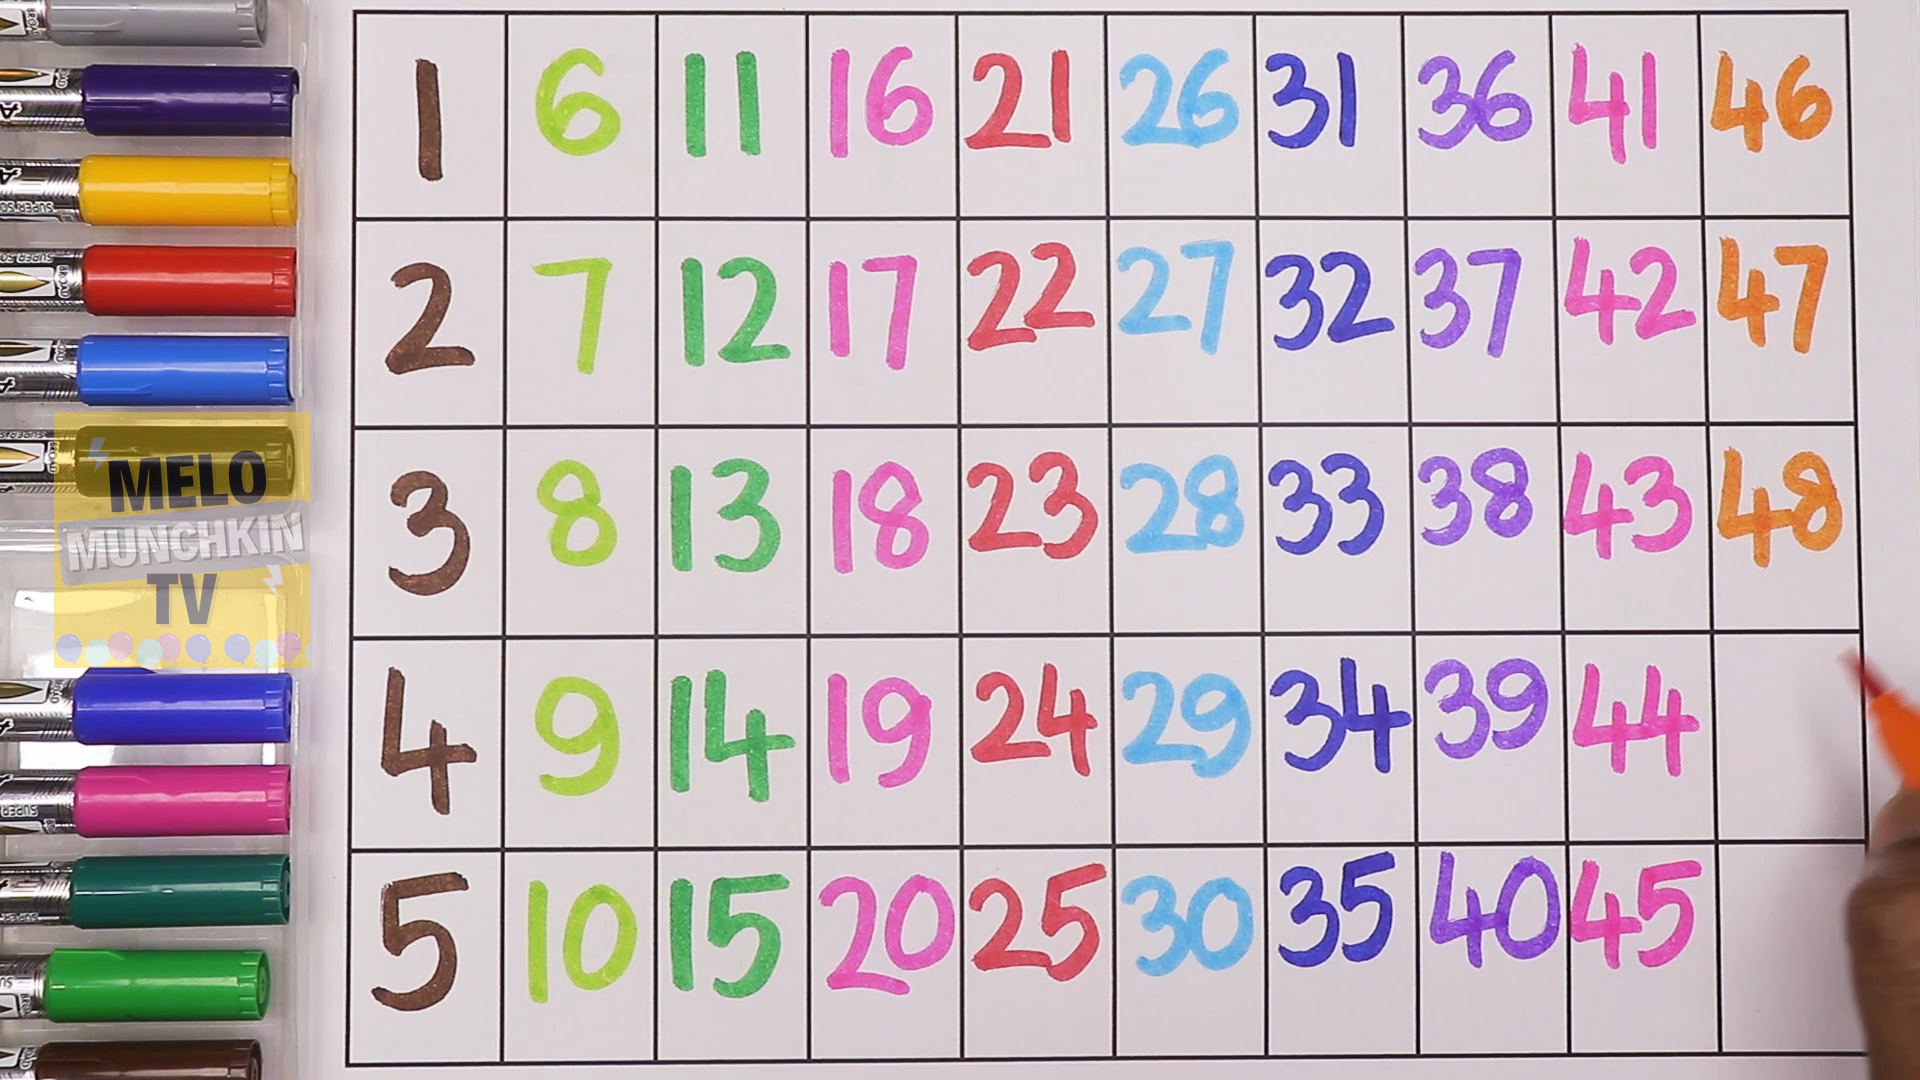 1 6 11 16 21 26 31 36 41 46
2 7 12 17 22 27 32 37 42 47
3 8 13 18 23 28 33 38 43 48
4 9 14 19 24 29 34 39 44
5 10 15 20 25 30 35 40 45
MELO
MUNCHKIN
TV